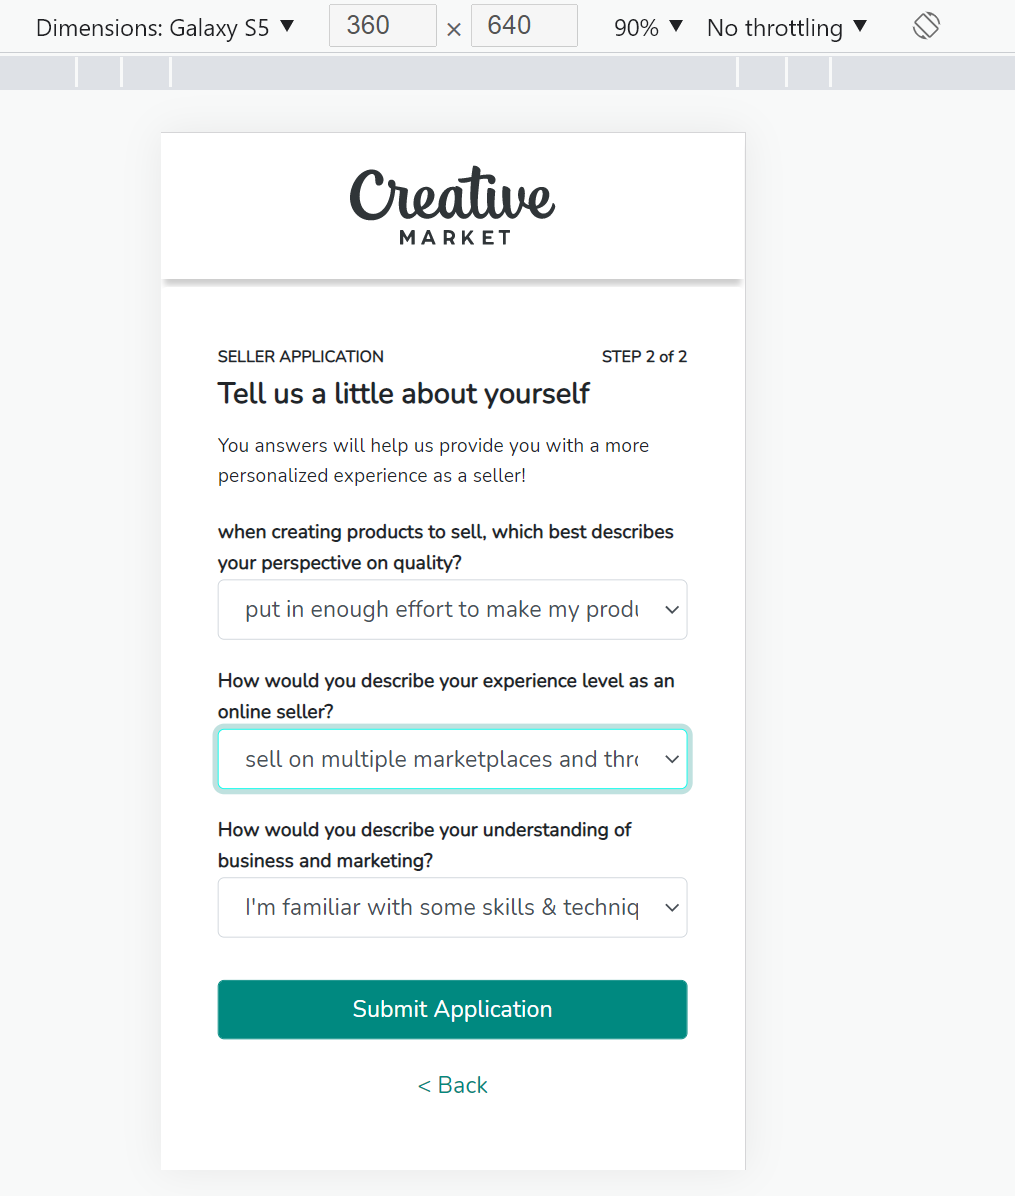 Dimensions: Galaxy S5 ▼ 360 × 640 90% ▼ No throttling ▼
Creative
MARKET
SELLER APPLICATION STEP 2 of 2
Tell us a little about yourself
You answers will help us provide you with a more
personalized experience as a seller!
when creating products to sell, which best describes
your perspective on quality?
put in enough effort to make my produ
How would you describe your experience level as an
online seller?
sell on multiple marketplaces and thro
How would you describe your understanding of
business and marketing?
I'm familiar with some skills & techniq
Submit Application
< Back